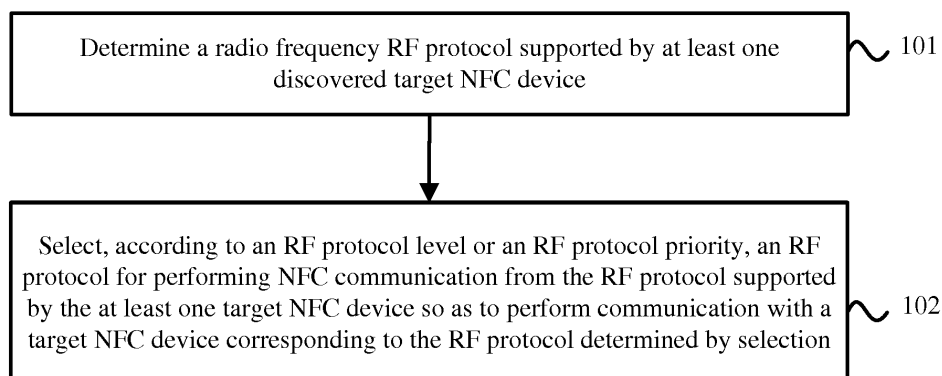 Determine a radio frequency RF protocol supported by at least one
discovered target NFC device
101
Select, according to an RF protocol level or an RF protocol priority, an RF
protocol for performing NFC communication from the RF protocol supported
by the at least one target NFC device so as to perform communication with a
target NFC device corresponding to the RF protocol determined by selection
102